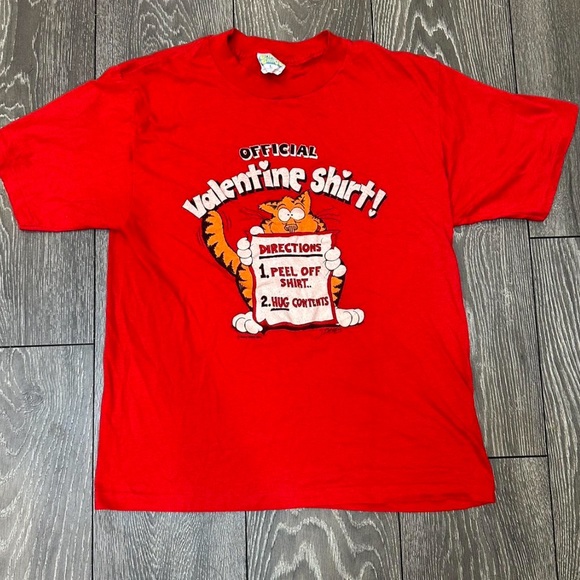 OFFICIAL
valentine shirt!
DIRECTIONS
1. PEEL OFF
SHIRT..
2. HUG CONTENTS